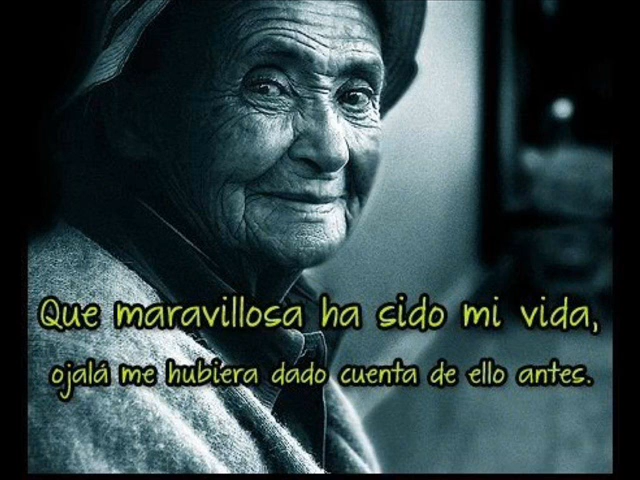 Que maravillosa ha sido mi vida,
ojalá me hubiera dado cuenta de ello antes.